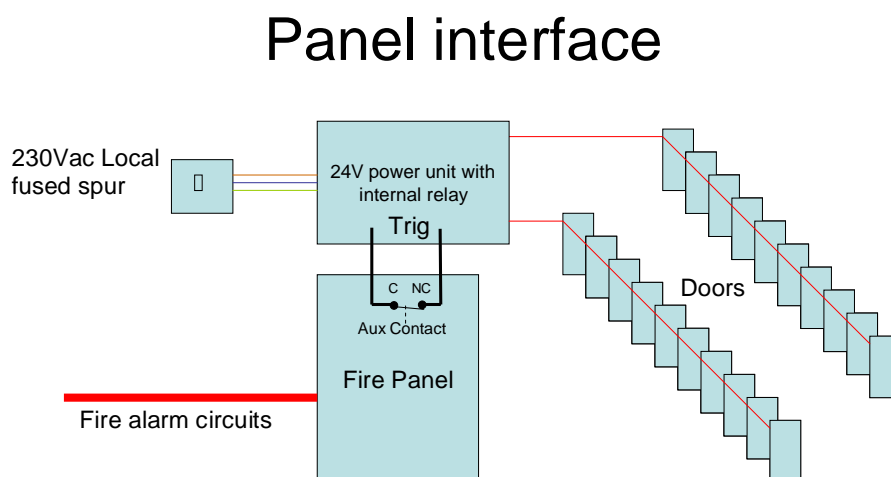 Panel interface
230Vac Local
fused spur
24V power unit with
internal relay
Trig
C NC
Aux Contact
Doors
Fire Panel
Fire alarm circuits